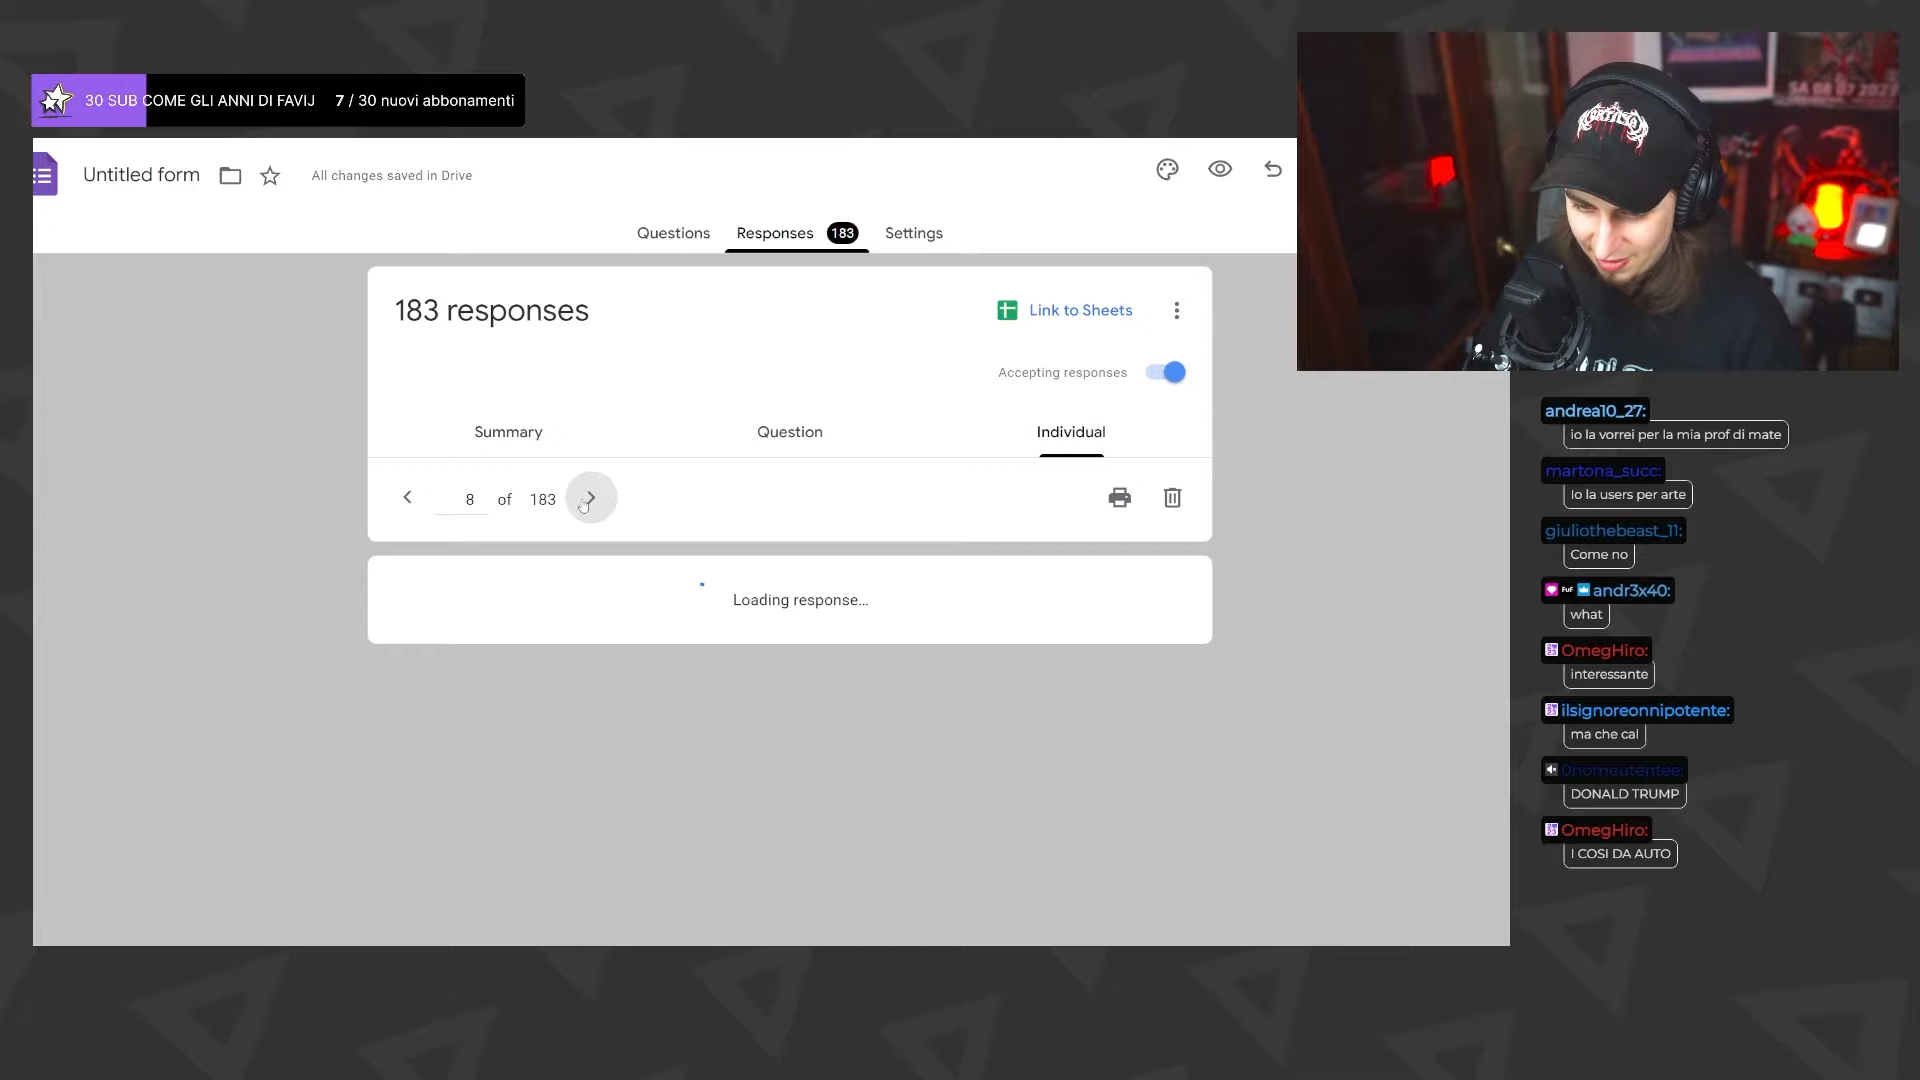 30 SUB COME GLI ANNI DI FAVIJ 7 / 30 nuovi abbonamenti
Untitled form
All changes saved in Drive
Questions
Responses 183
Settings
183 responses
Link to Sheets
Accepting responses
Summary
Question
Individual
8 of 183
Loading response...
andrea10_27:
io la vorrei per la mia prof di mate
martona_succ:
Io la users per arte
giuliothebeast_11:
Come no
andr3x40:
what
OmegHiro:
interessante
ilsignoreonnipotente:
ma che cal
0nomeutentee:
DONALD TRUMP
OmegHiro:
I COSI DA AUTO